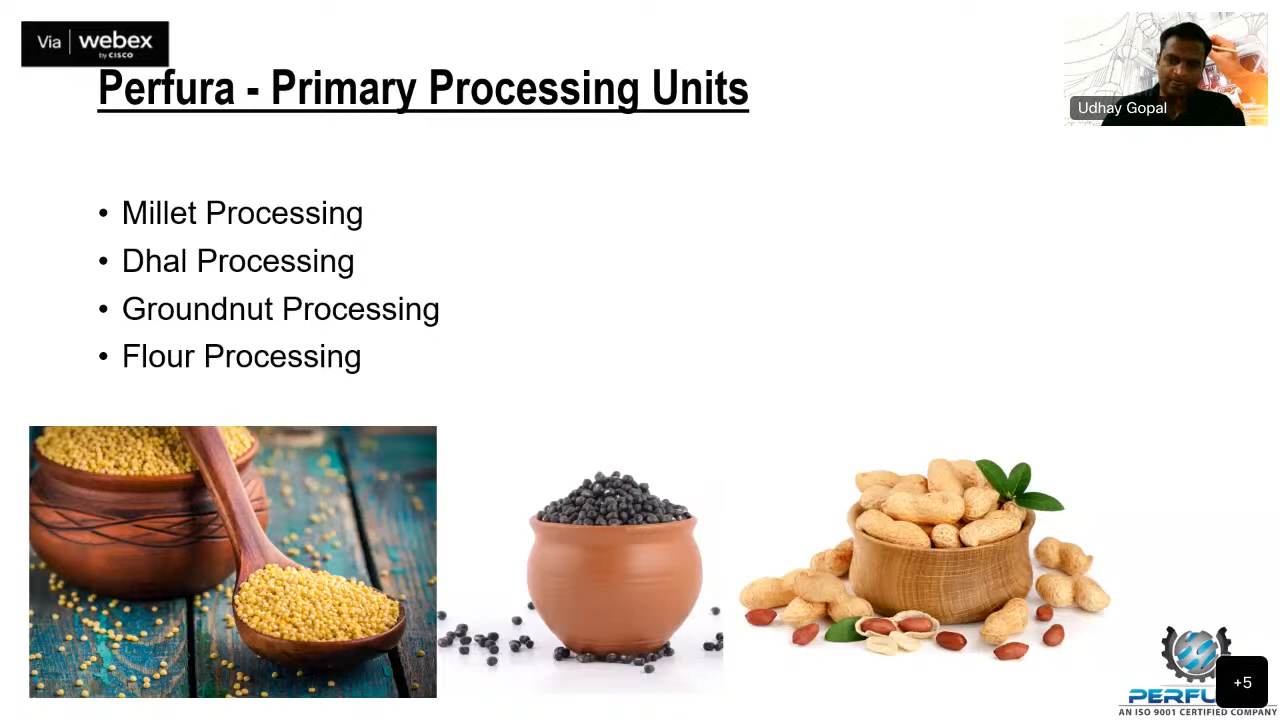 Via webex
by CISCO
Perfura - Primary Processing Units
Udhay Gopal
• Millet Processing
• Dhal Processing
• Groundnut Processing
• Flour Processing
+5
AN ISO 9001 CERTIFIED COMPANY